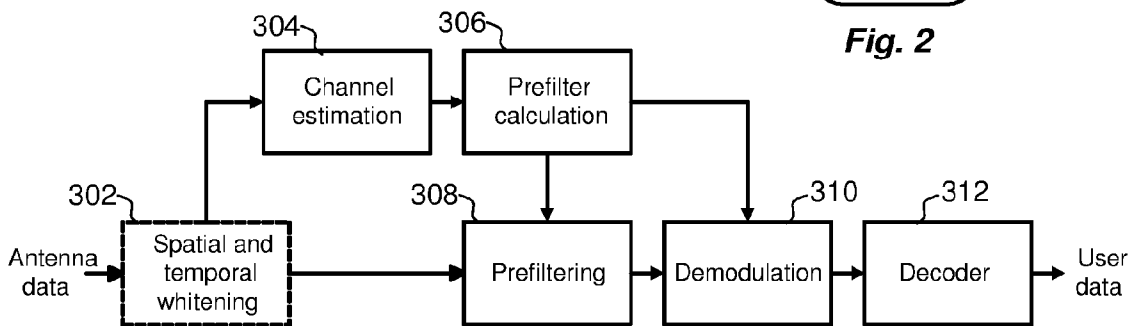 Fig. 2
304
306
Channel
estimation
Prefilter
calculation
302
308
310
312
Antenna
data
Spatial and
temporal
whitening
Prefiltering
Demodulation
Decoder
User
data